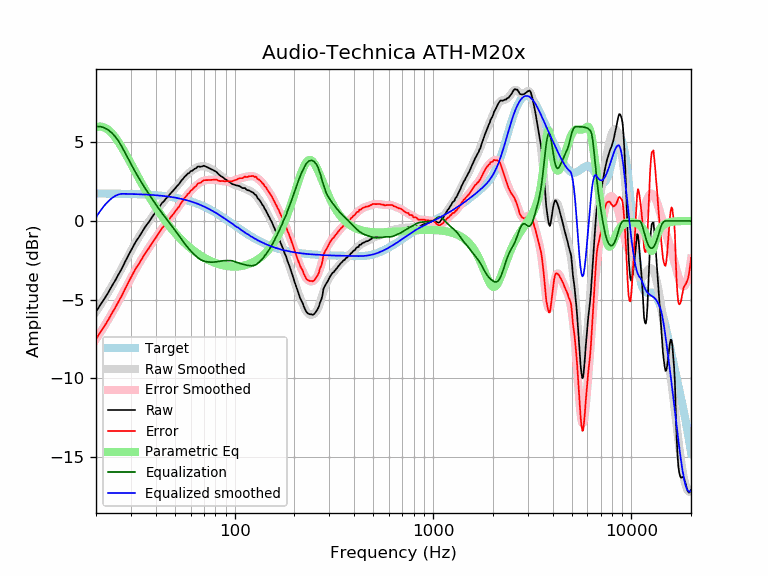 Audio-Technica ATH-M20x
Amplitude (dBr)
5
0
−5
−10
−15
Target
Raw Smoothed
Error Smoothed
Raw
Error
Parametric Eq
Equalization
Equalized smoothed
100
1000
10000
Frequency (Hz)